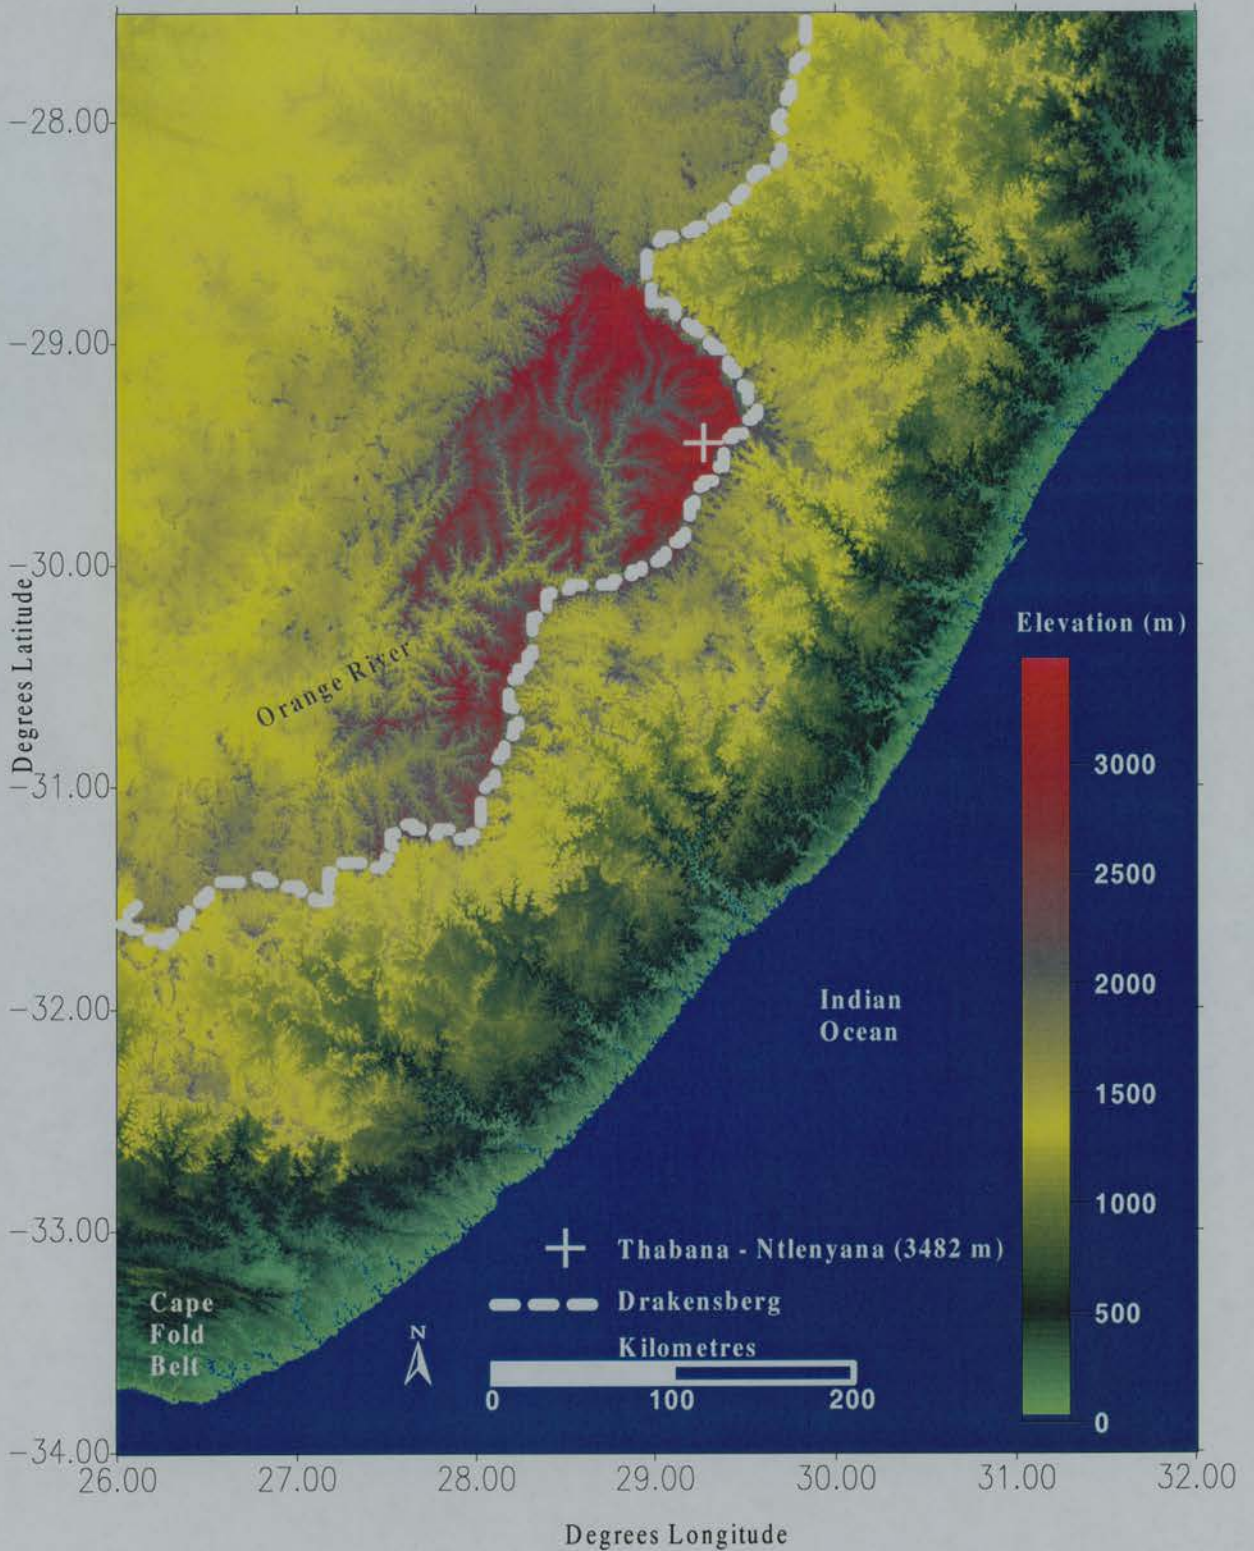 -28.00
-29.00
-30.00
-31.00
-32.00
-33.00
-34.00
Degrees Latitude
Orange River
Elevation (m)
3000
2500
2000
1500
1000
500
0
Indian
Ocean
Thabana - Ntlenyana (3482 m)
Drakensberg
Kilometres
0 100 200
N
Cape
Fold
Belt
26.00 27.00 28.00 29.00 30.00 31.00 32.00
Degrees Longitude